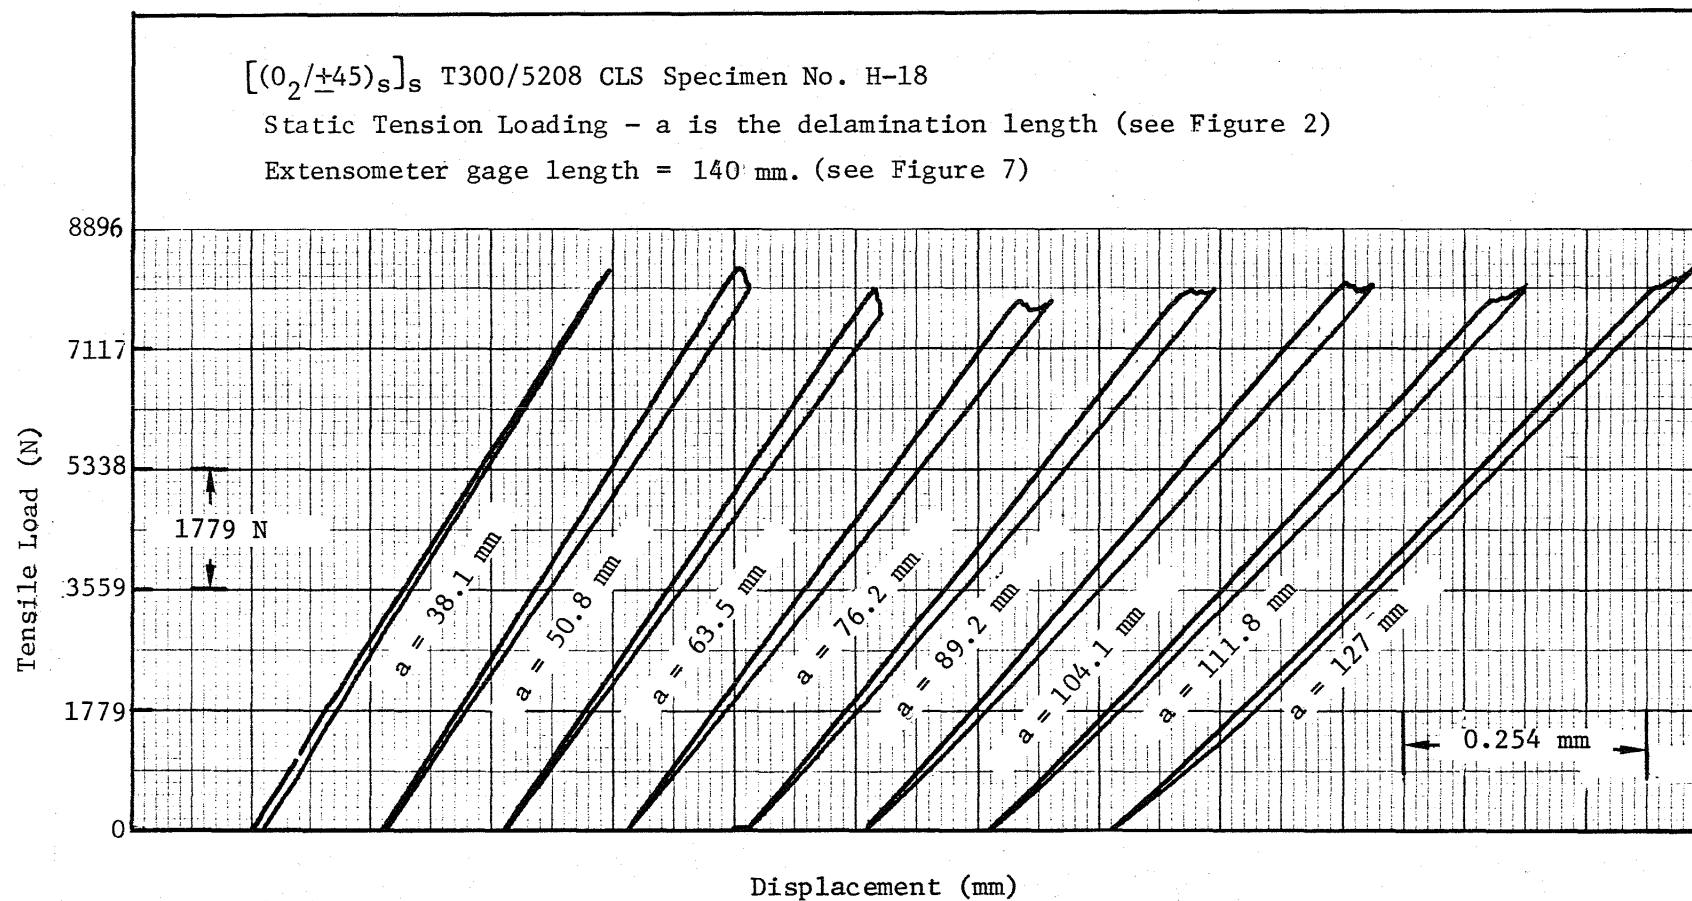 [(0₂/±45)ₛ]ₛ T300/5208 CLS Specimen No. H-18
Static Tension Loading - a is the delamination length (see Figure 2)
Extensometer gage length = 140 mm. (see Figure 7)
8896
7117
5338
3559
1779
0
Tensile Load (N)
1779 N
a = 38.1 mm
a = 50.8 mm
a = 63.5 mm
a = 76.2 mm
a = 89.2 mm
a = 104.1 mm
a = 111.8 mm
a = 127 mm
0.254 mm
Displacement (mm)